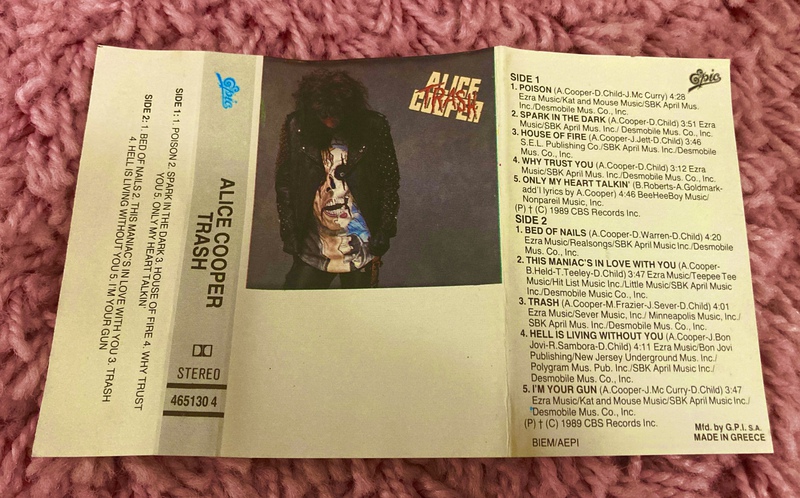 SIDE 1: 1. POISON 2. SPARK IN THE DARK 3. HOUSE OF FIRE 4. WHY TRUST
YOU 5. ONLY MY HEART TALKIN'
SIDE 2: 1. BED OF NAILS 2. THIS MANIAC'S IN LOVE WITH YOU 3. TRASH
4. HELL IS LIVING WITHOUT YOU 5. I'M YOUR GUN
Epic
ALICE COOPER
TRASH
STEREO
465130 4
ALICE
COOPER
TRASH
Epic
SIDE 1
1. POISON (A.Cooper-D.Child-J.Mc Curry) 4:28
Ezra Music/Kat and Mouse Music/SBK April Mus.
Inc./Desmobile Mus. Co., Inc.
2. SPARK IN THE DARK (A.Cooper-D.Child) 3:51 Ezra
Music/SBK April Mus. Inc./ Desmobile Mus. Co., Inc.
3. HOUSE OF FIRE (A.Cooper-J.Jett-D.Child) 3:46
S.E.L. Publishing Co/SBK April Mus. Inc./Desmobile
Mus. Co., Inc.
4. WHY TRUST YOU (A.Cooper-D.Child) 3:12 Ezra
Music/SBK April Mus. Inc./Desmobile Mus. Co., Inc.
5. ONLY MY HEART TALKIN' (B.Roberts-A.Goldmark-
add'l lyrics by A.Cooper) 4:46 BeeHeeBoy Music/
Nonpareil Music, Inc.
(P) † (C) 1989 CBS Records Inc.
SIDE 2
1. BED OF NAILS (A.Cooper-D.Warren-D.Child) 4:20
Ezra Music/Realsongs/SBK April Music Inc./Desmobile
Mus. Co., Inc.
2. THIS MANIAC'S IN LOVE WITH YOU (A.Cooper-
B.Held-T.Teeley-D.Child) 3:47 Ezra Music/Teepee Tee
Music/Hit List Music Inc./Little Music/SBK April Music
Inc./Desmobile Music Co., Inc.
3. TRASH (A.Cooper-M.Frazier-J.Sever-D.Child) 4:01
Ezra Music/Sever Music, Inc./ Minneapolis Music, Inc./
SBK April Mus. Inc./Desmobile Mus. Co., Inc.
4. HELL IS LIVING WITHOUT YOU (A.Cooper-J.Bon
Jovi-R.Sambora-D.Child) 4:11 Ezra Music/Bon Jovi
Publishing/New Jersey Underground Mus. Inc./
Polygram Mus. Pub. Inc./SBK April Music Inc./
Desmobile Mus. Co., Inc.
5. I'M YOUR GUN (A.Cooper-J.Mc Curry-D.Child) 3:47
Ezra Music/Kat and Mouse Music/SBK April Music Inc./
Desmobile Mus. Co., Inc.
(P) † (C) 1989 CBS Records Inc.
BIEM/AEPI
Mfd. by G.P.I. S.A.
MADE IN GREECE